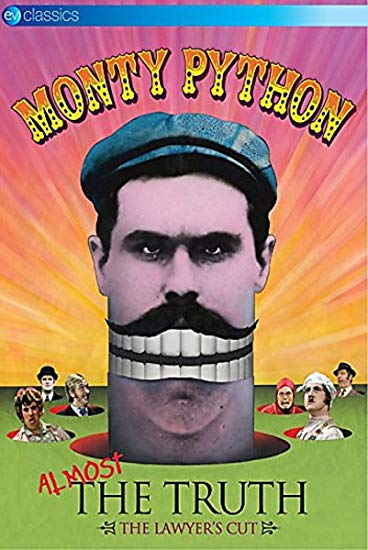 ev classics
MONTY PYTHON
ALMOST
THE TRUTH
THE LAWYER'S CUT